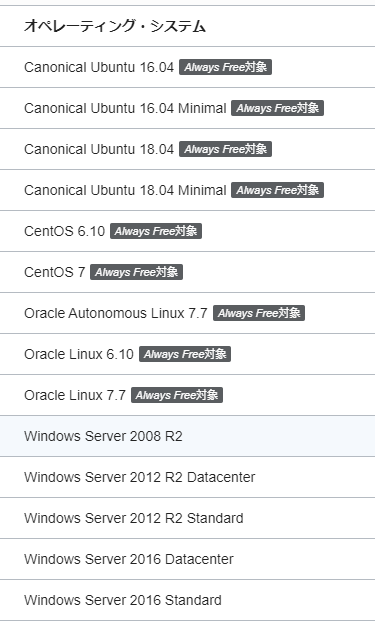 オペレーティング・システム
Canonical Ubuntu 16.04 Always Free対象
Canonical Ubuntu 16.04 Minimal Always Free対象
Canonical Ubuntu 18.04 Always Free対象
Canonical Ubuntu 18.04 Minimal Always Free対象
CentOS 6.10 Always Free対象
CentOS 7 Always Free対象
Oracle Autonomous Linux 7.7 Always Free対象
Oracle Linux 6.10 Always Free対象
Oracle Linux 7.7 Always Free対象
Windows Server 2008 R2
Windows Server 2012 R2 Datacenter
Windows Server 2012 R2 Standard
Windows Server 2016 Datacenter
Windows Server 2016 Standard